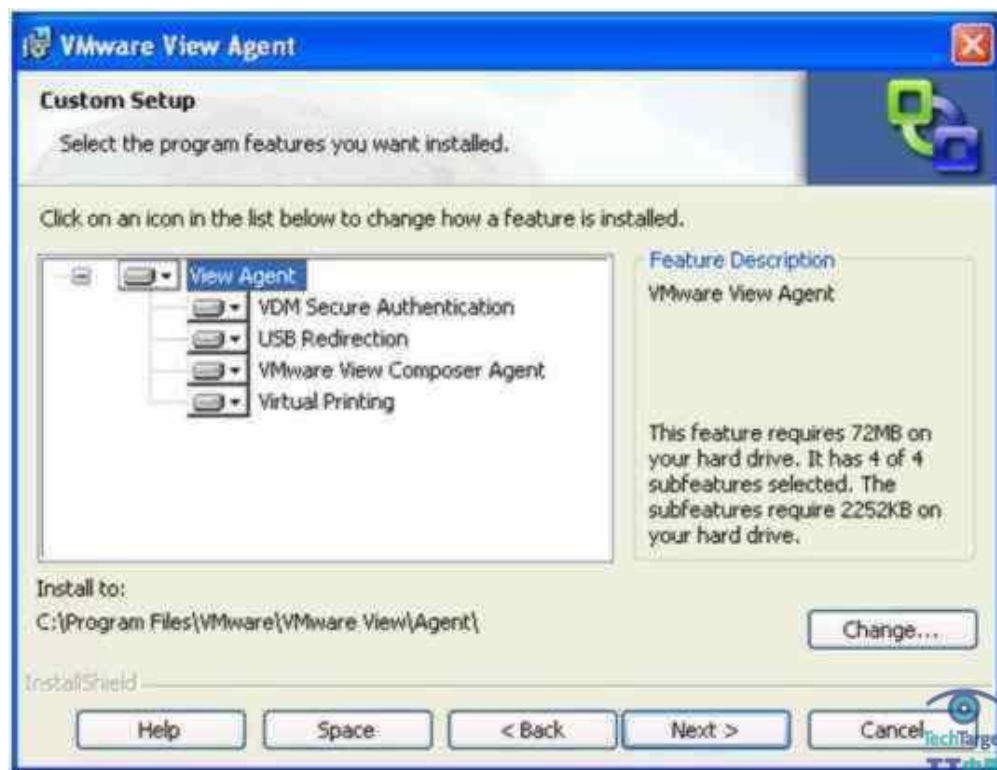 VMware View Agent
Custom Setup
Select the program features you want installed.
Click on an icon in the list below to change how a feature is installed.
View Agent
VDM Secure Authentication
USB Redirection
VMware View Composer Agent
Virtual Printing
Feature Description
VMware View Agent
This feature requires 72MB on
your hard drive. It has 4 of 4
subfeatures selected. The
subfeatures require 2252KB on
your hard drive.
Install to:
C:\Program Files\VMware\VMware View\Agent\
Change...
InstallShield
Help
Space
< Back
Next >
Cancel
TechTarge